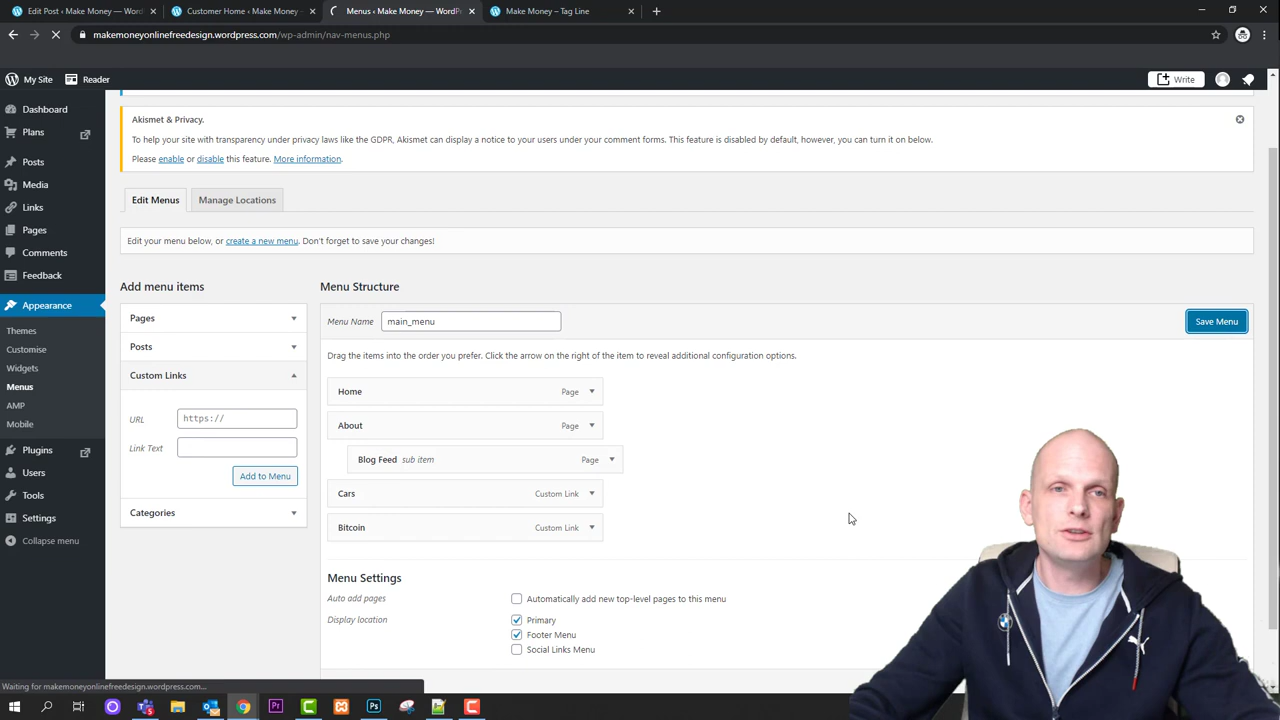 Edit Post ‹ Make Money — WordP
Customer Home ‹ Make Money —
Menus ‹ Make Money — WordPr
Make Money – Tag Line
makemoneyonlinefreedesign.wordpress.com/wp-admin/nav-menus.php
My Site
Reader
Write
Dashboard
Plans
Posts
Media
Links
Pages
Comments
Feedback
Appearance
Themes
Customise
Widgets
Menus
AMP
Mobile
Plugins
Users
Tools
Settings
Collapse menu
Akismet & Privacy.
To help your site with transparency under privacy laws like the GDPR, Akismet can display a notice to your users under your comment forms. This feature is disabled by default, however, you can turn it on below.
Please enable or disable this feature. More information.
Edit Menus
Manage Locations
Edit your menu below, or create a new menu. Don't forget to save your changes!
Add menu items
Pages
Posts
Custom Links
URL https://
Link Text
Add to Menu
Categories
Menu Structure
Menu Name main_menu
Save Menu
Drag the items into the order you prefer. Click the arrow on the right of the item to reveal additional configuration options.
Home Page
About Page
Blog Feed sub item Page
Cars Custom Link
Bitcoin Custom Link
Menu Settings
Auto add pages
Automatically add new top-level pages to this menu
Display location
Primary
Footer Menu
Social Links Menu
Waiting for makemoneyonlinefreedesign.wordpress.com...